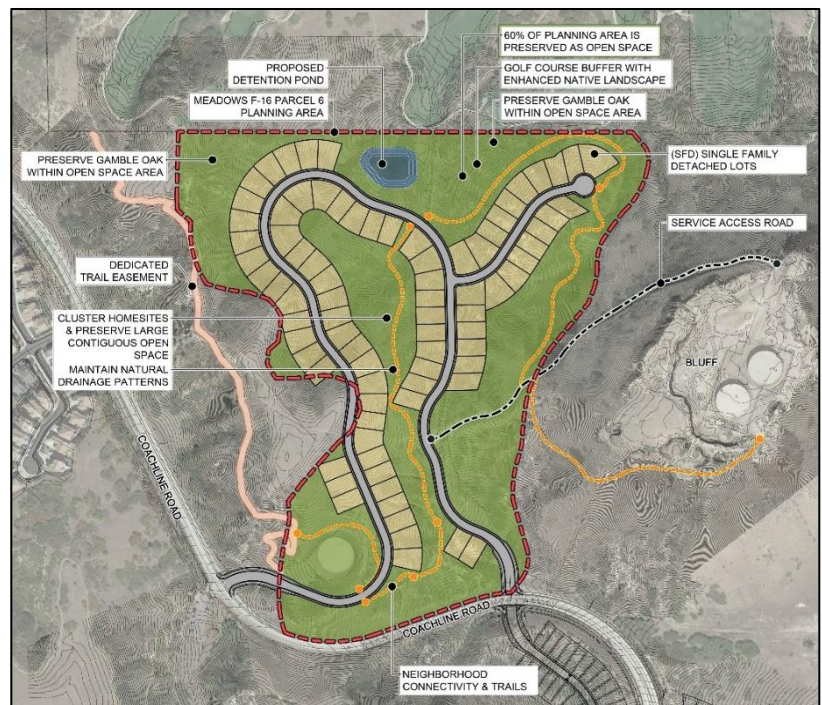 60% OF PLANNING AREA IS
PRESERVED AS OPEN SPACE
PROPOSED
DETENTION POND
GOLF COURSE BUFFER WITH
ENHANCED NATIVE LANDSCAPE
MEADOWS F-16 PARCEL 6
PLANNING AREA
PRESERVE GAMBLE OAK
WITHIN OPEN SPACE AREA
PRESERVE GAMBLE OAK
WITHIN OPEN SPACE AREA
(SFD) SINGLE FAMILY
DETACHED LOTS
SERVICE ACCESS ROAD
DEDICATED
TRAIL EASEMENT
CLUSTER HOMESITES
& PRESERVE LARGE
CONTIGUOUS OPEN
SPACE
MAINTAIN NATURAL
DRAINAGE PATTERNS
BLUFF
COACHLINE ROAD
COACHLINE ROAD
NEIGHBORHOOD
CONNECTIVITY & TRAILS